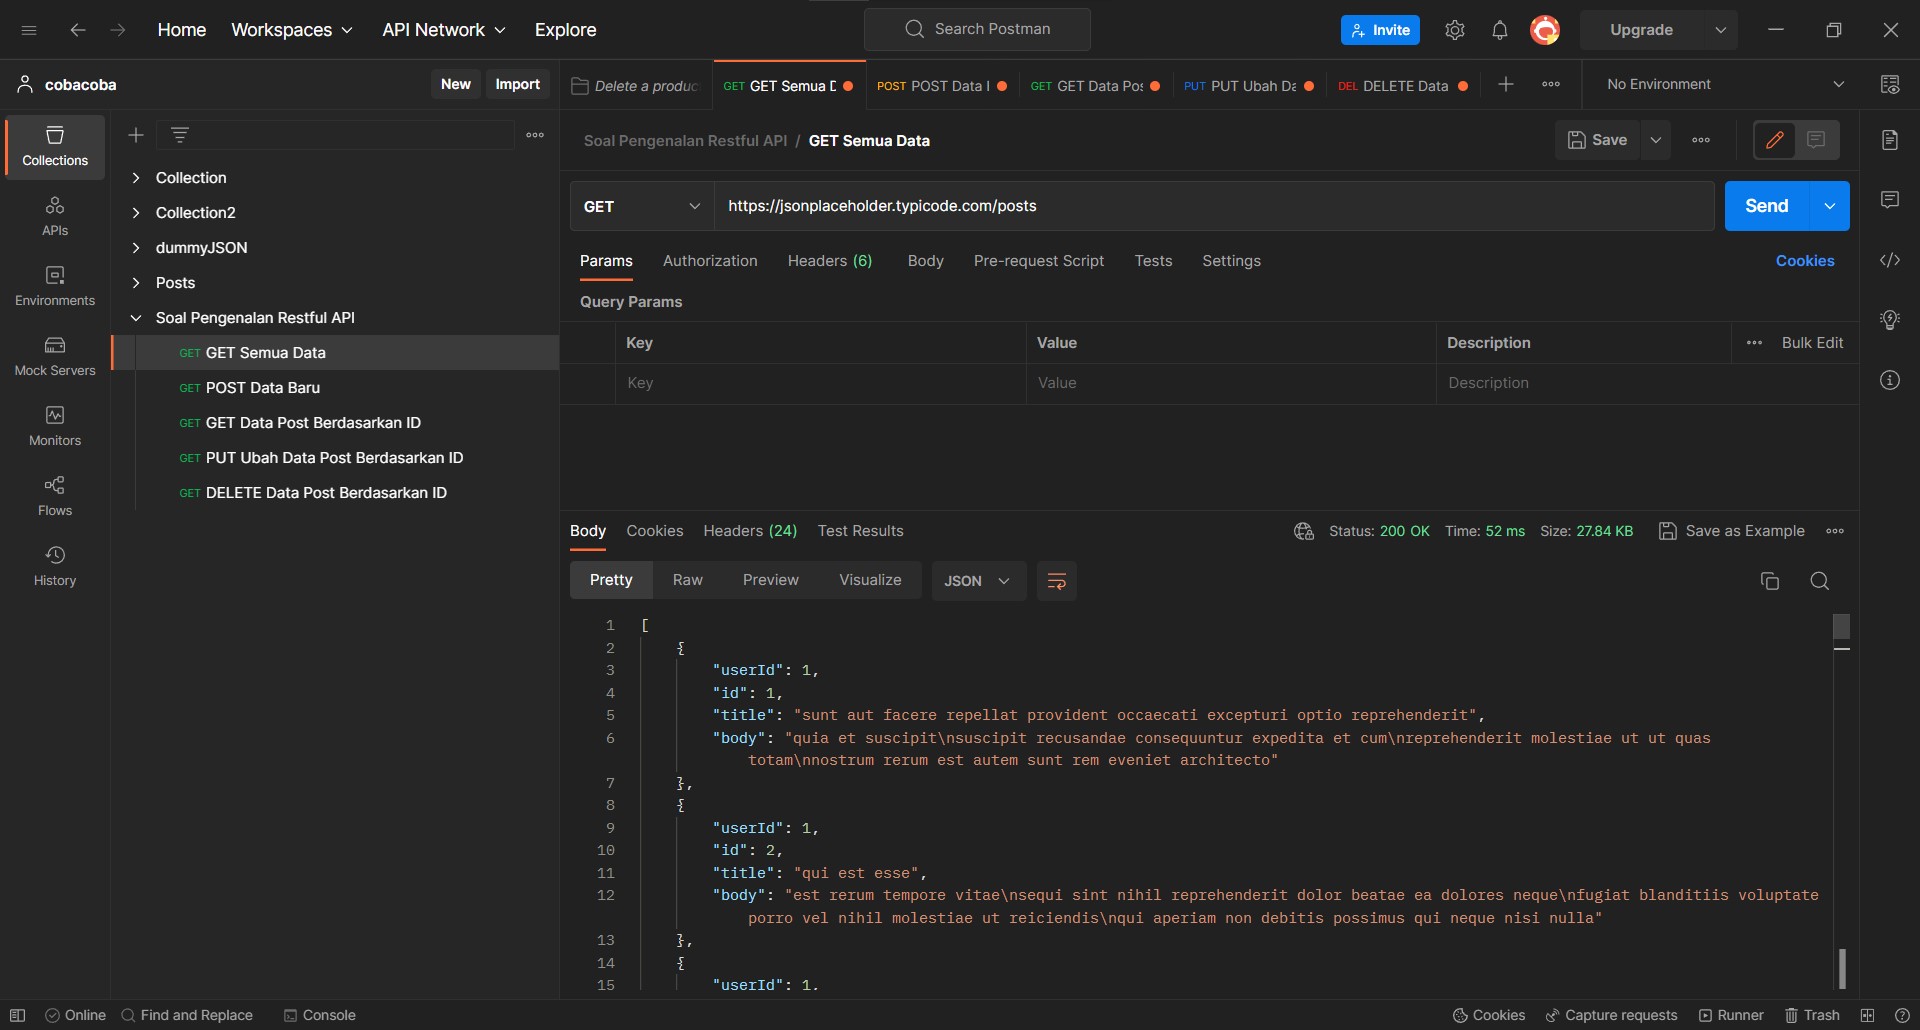 Home Workspaces API Network Explore Search Postman Invite Upgrade
cobacoba New Import
Delete a produc GET GET Semua D POST POST Data I GET GET Data Pos PUT PUT Ubah Da DEL DELETE Data No Environment
Collections
APIs
Environments
Mock Servers
Monitors
Flows
History
Collection
Collection2
dummyJSON
Posts
Soal Pengenalan Restful API
GET GET Semua Data
GET POST Data Baru
GET GET Data Post Berdasarkan ID
GET PUT Ubah Data Post Berdasarkan ID
GET DELETE Data Post Berdasarkan ID
Soal Pengenalan Restful API / GET Semua Data Save
GET https://jsonplaceholder.typicode.com/posts Send
Params Authorization Headers (6) Body Pre-request Script Tests Settings Cookies
Query Params
Key Value Description Bulk Edit
Key Value Description
Body Cookies Headers (24) Test Results Status: 200 OK Time: 52 ms Size: 27.84 KB Save as Example
Pretty Raw Preview Visualize JSON
1 [
2 {
3 "userId": 1,
4 "id": 1,
5 "title": "sunt aut facere repellat provident occaecati excepturi optio reprehenderit",
6 "body": "quia et suscipit\nsuscipit recusandae consequuntur expedita et cum\nreprehenderit molestiae ut ut quas
totam\nnostrum rerum est autem sunt rem eveniet architecto"
7 },
8 {
9 "userId": 1,
10 "id": 2,
11 "title": "qui est esse",
12 "body": "est rerum tempore vitae\nsequi sint nihil reprehenderit dolor beatae ea dolores neque\nfugiat blanditiis voluptate
porro vel nihil molestiae ut reiciendis\nqui aperiam non debitis possimus qui neque nisi nulla"
13 },
14 {
15 "userId": 1,
Online Find and Replace Console Cookies Capture requests Runner Trash